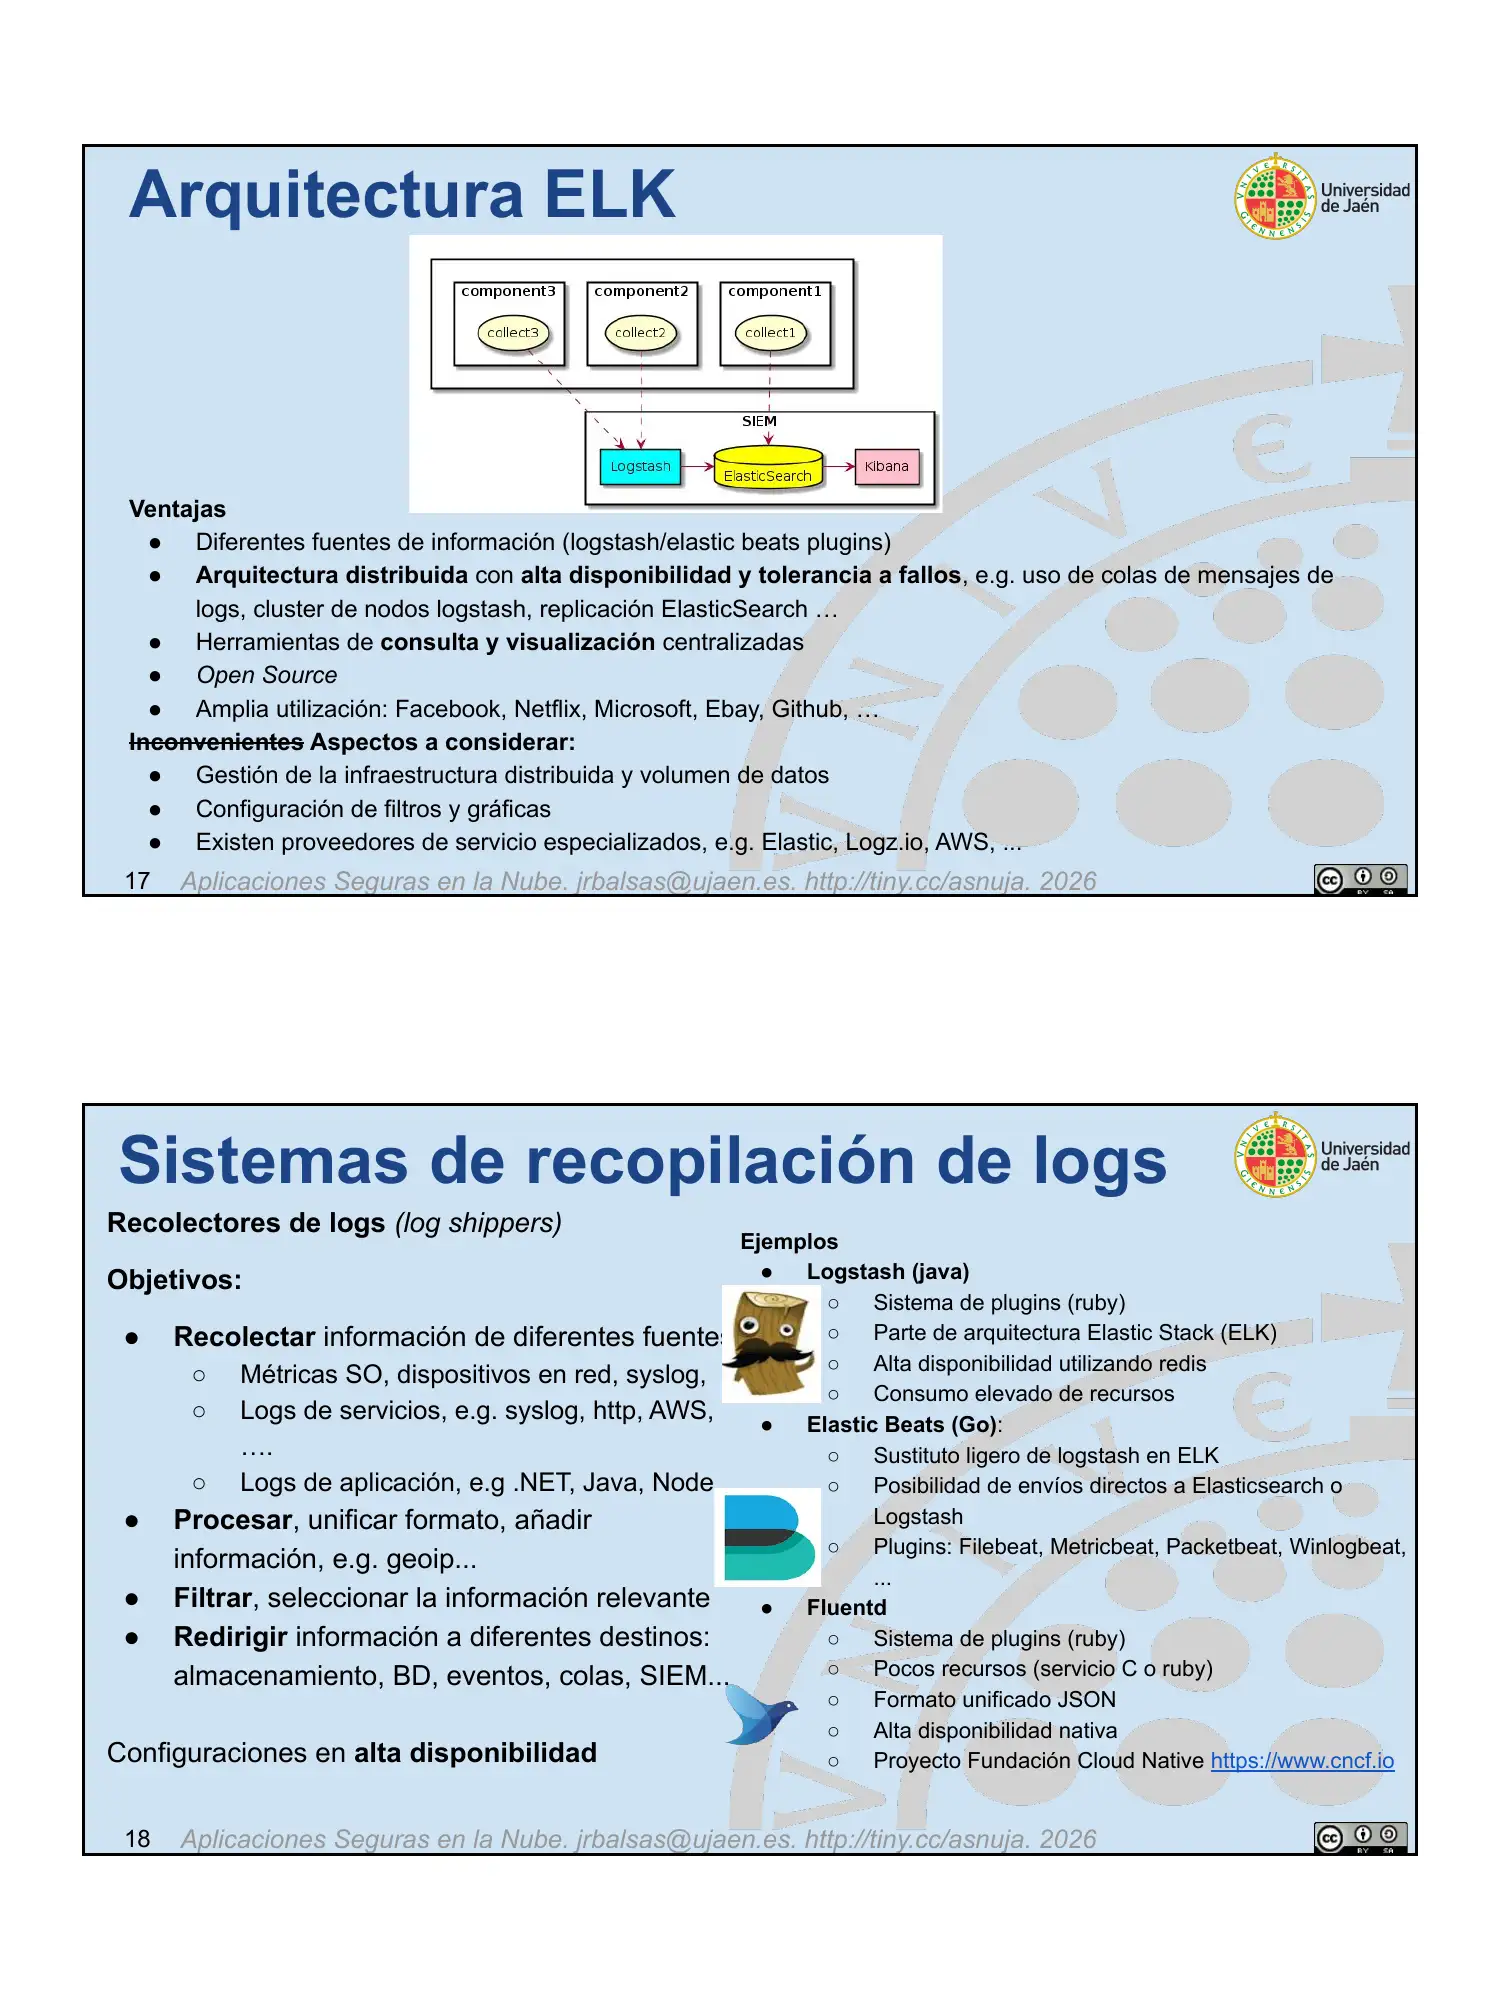 Arquitectura ELK
Universidad
de Jaén
component3 component2 component1
collect3 collect2 collect1
SIEM
Logstash ElasticSearch Kibana
Ventajas
● Diferentes fuentes de información (logstash/elastic beats plugins)
● Arquitectura distribuida con alta disponibilidad y tolerancia a fallos, e.g. uso de colas de mensajes de
logs, cluster de nodos logstash, replicación ElasticSearch …
● Herramientas de consulta y visualización centralizadas
● Open Source
● Amplia utilización: Facebook, Netflix, Microsoft, Ebay, Github, …
Inconvenientes Aspectos a considerar:
● Gestión de la infraestructura distribuida y volumen de datos
● Configuración de filtros y gráficas
● Existen proveedores de servicio especializados, e.g. Elastic, Logz.io, AWS, ...
17 Aplicaciones Seguras en la Nube. jrbalsas@ujaen.es. http://tiny.cc/asnuja. 2026
cc BY SA
Sistemas de recopilación de logs
Universidad
de Jaén
Recolectores de logs (log shippers)
Objetivos:
● Recolectar información de diferentes fuentes
○ Métricas SO, dispositivos en red, syslog,
○ Logs de servicios, e.g. syslog, http, AWS,
….
○ Logs de aplicación, e.g .NET, Java, Node
● Procesar, unificar formato, añadir
información, e.g. geoip...
● Filtrar, seleccionar la información relevante
● Redirigir información a diferentes destinos:
almacenamiento, BD, eventos, colas, SIEM...
Configuraciones en alta disponibilidad
Ejemplos
● Logstash (java)
○ Sistema de plugins (ruby)
○ Parte de arquitectura Elastic Stack (ELK)
○ Alta disponibilidad utilizando redis
○ Consumo elevado de recursos
● Elastic Beats (Go):
○ Sustituto ligero de logstash en ELK
○ Posibilidad de envíos directos a Elasticsearch o
Logstash
○ Plugins: Filebeat, Metricbeat, Packetbeat, Winlogbeat,
...
● Fluentd
○ Sistema de plugins (ruby)
○ Pocos recursos (servicio C o ruby)
○ Formato unificado JSON
○ Alta disponibilidad nativa
○ Proyecto Fundación Cloud Native https://www.cncf.io
18 Aplicaciones Seguras en la Nube. jrbalsas@ujaen.es. http://tiny.cc/asnuja. 2026
cc BY SA